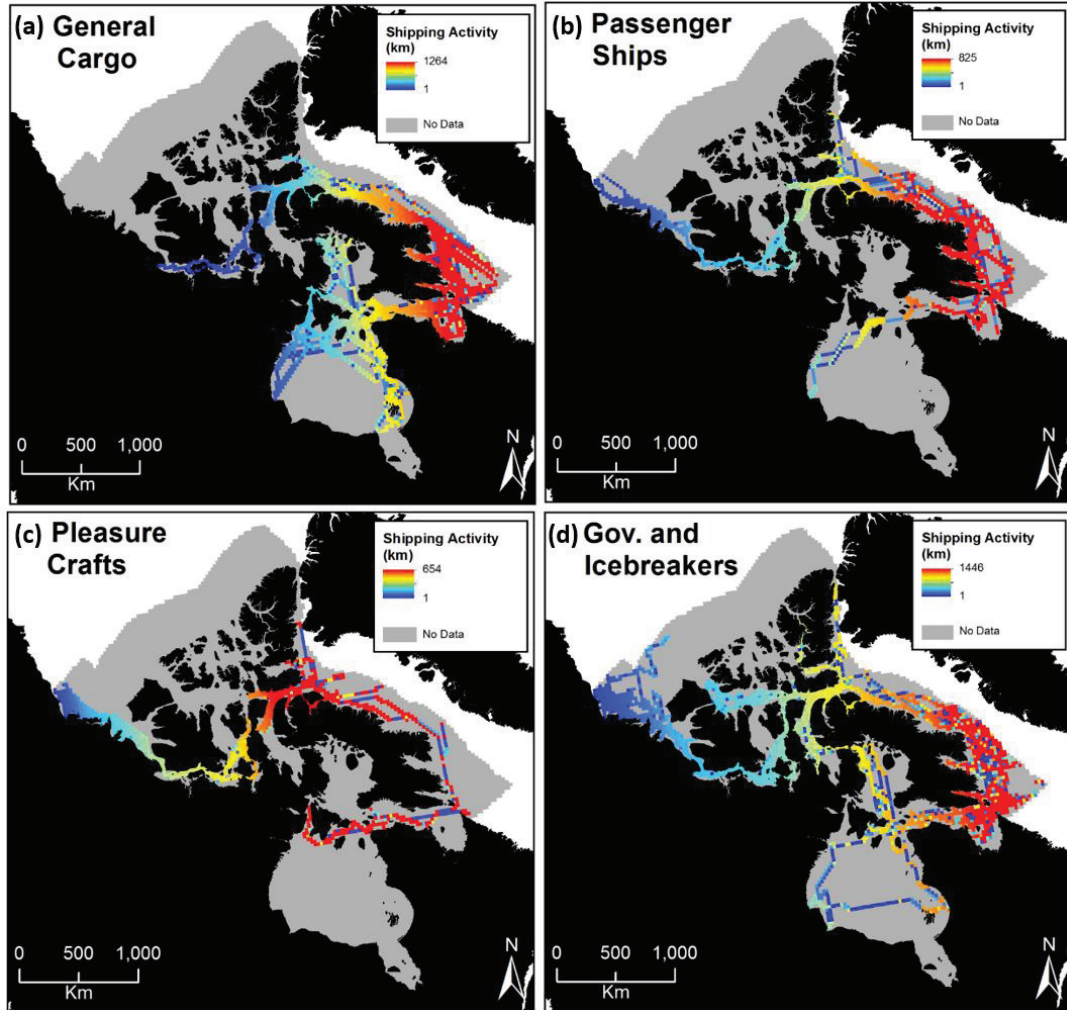 (a) General
Cargo
Shipping Activity
(km)
1264
1
No Data
0 500 1,000
Km
N
(b) Passenger
Ships
Shipping Activity
(km)
825
1
No Data
0 500 1,000
Km
N
(c) Pleasure
Crafts
Shipping Activity
(km)
654
1
No Data
0 500 1,000
Km
N
(d) Gov. and
Icebreakers
Shipping Activity
(km)
1446
1
No Data
0 500 1,000
Km
N